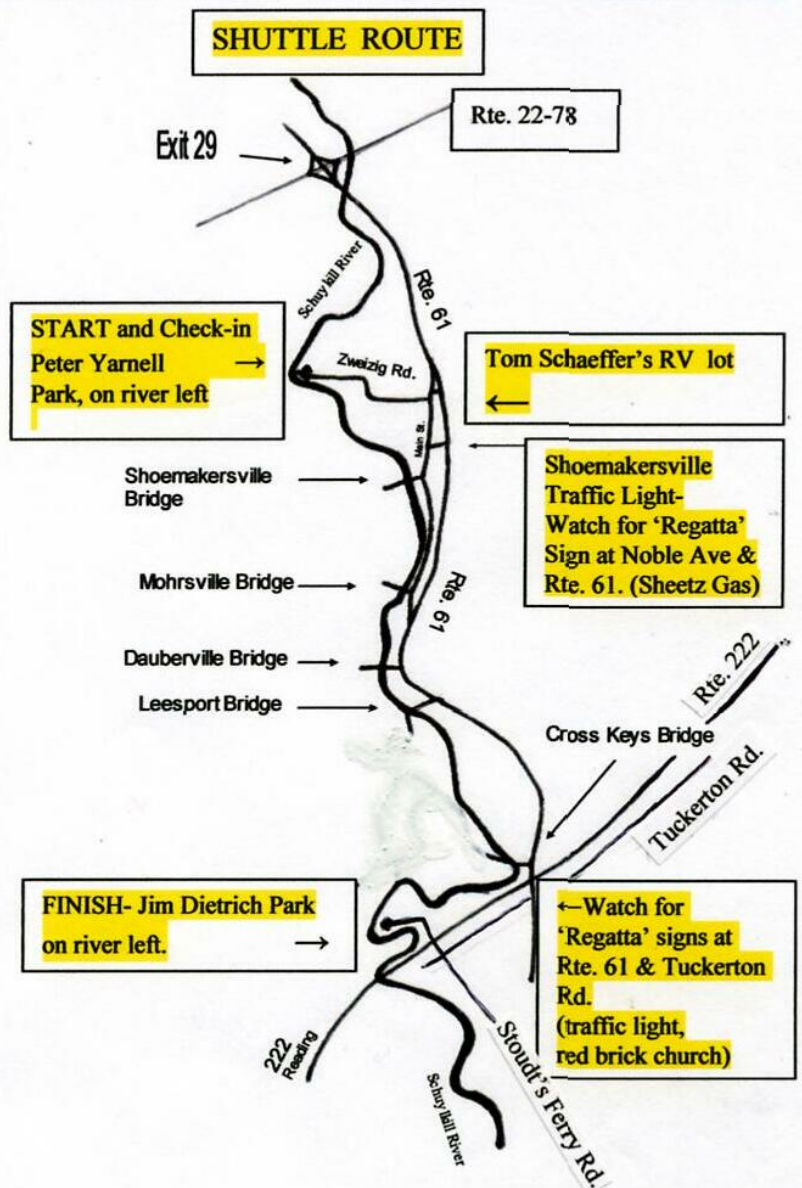 SHUTTLE ROUTE
Rte. 22-78
Exit 29
Schuylkill River
Rte. 61
START and Check-in
Peter Yarnell →
Park, on river left
Zweizig Rd.
Tom Schaeffer's RV lot
←
Main St.
Shoemakersville
Traffic Light-
Watch for 'Regatta'
Sign at Noble Ave &
Rte. 61. (Sheetz Gas)
Shoemakersville
Bridge
Mohrsville Bridge
Rte. 61
Dauberville Bridge
Leesport Bridge
Rte. 222
Cross Keys Bridge
Tuckerton Rd.
FINISH- Jim Dietrich Park
on river left. →
←Watch for
'Regatta' signs at
Rte. 61 & Tuckerton
Rd.
(traffic light,
red brick church)
222
Reading
Schuylkill River
Stoudt's Ferry Rd.